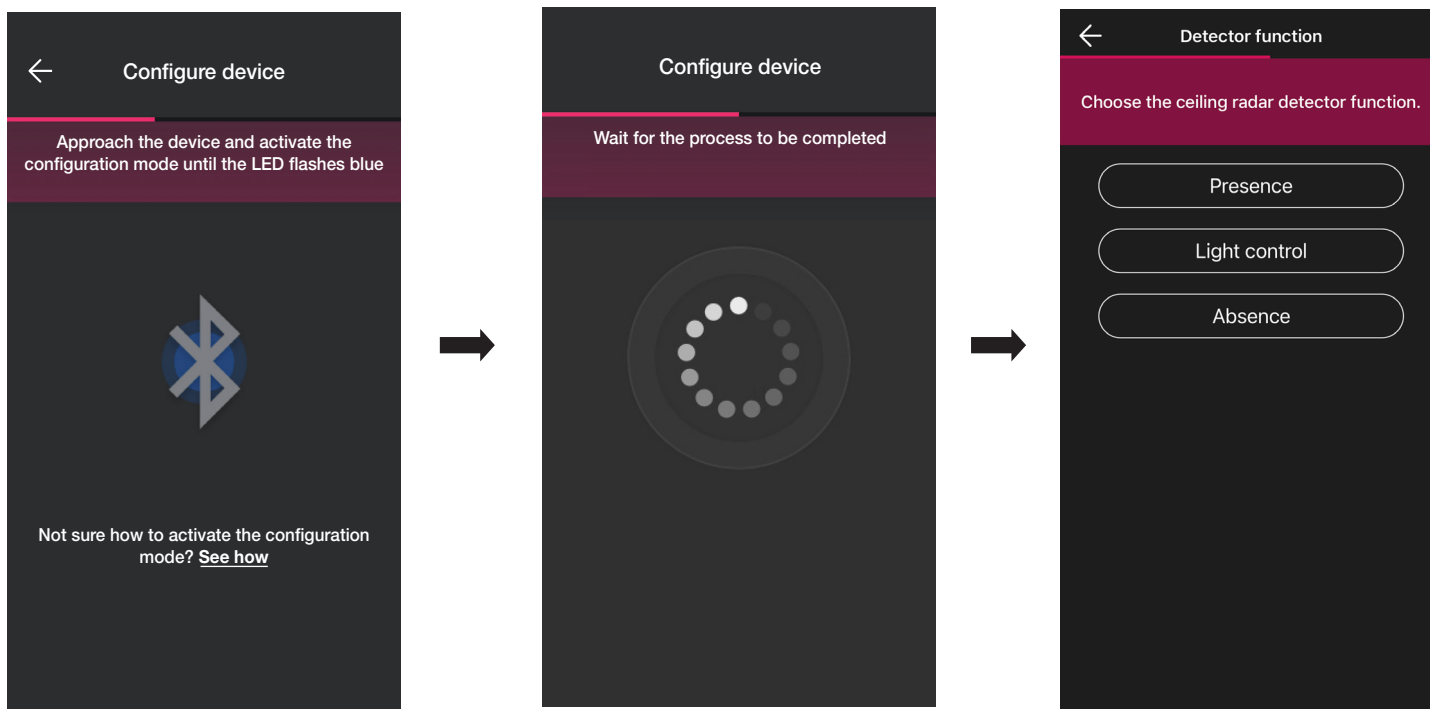 Configure device
Approach the device and activate the
configuration mode until the LED flashes blue
Not sure how to activate the configuration
mode? See how
Configure device
Wait for the process to be completed
Detector function
Choose the ceiling radar detector function.
Presence
Light control
Absence